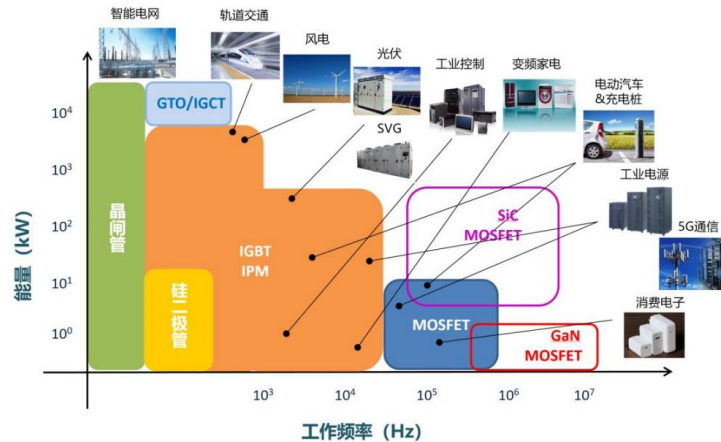 智能电网
轨道交通
风电
光伏
工业控制
变频家电
电动汽车
&充电桩
SVG
工业电源
5G通信
消费电子
能量（kW）
10⁴
10³
10²
10¹
10⁰
晶闸管
GTO/IGCT
硅二极管
IGBT
IPM
SiC
MOSFET
MOSFET
GaN
MOSFET
10³
10⁴
10⁵
10⁶
10⁷
工作频率（Hz）